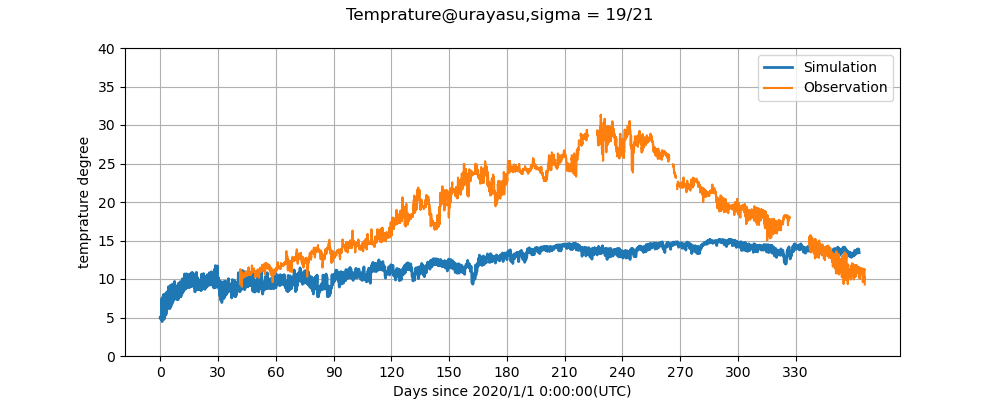 Temprature@urayasu,sigma = 19/21
40
35
30
25
20
15
10
5
0
temprature degree
Simulation
Observation
0 30 60 90 120 150 180 210 240 270 300 330
Days since 2020/1/1 0:00:00(UTC)